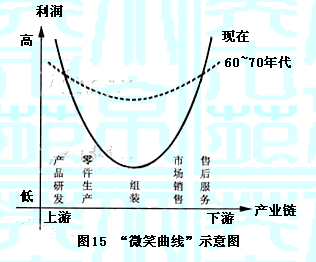 利润
高
现在
60~70年代
产品研发
零件生产
组装
市场销售
售后服务
低
上游
下游
产业链
图15 “微笑曲线”示意图